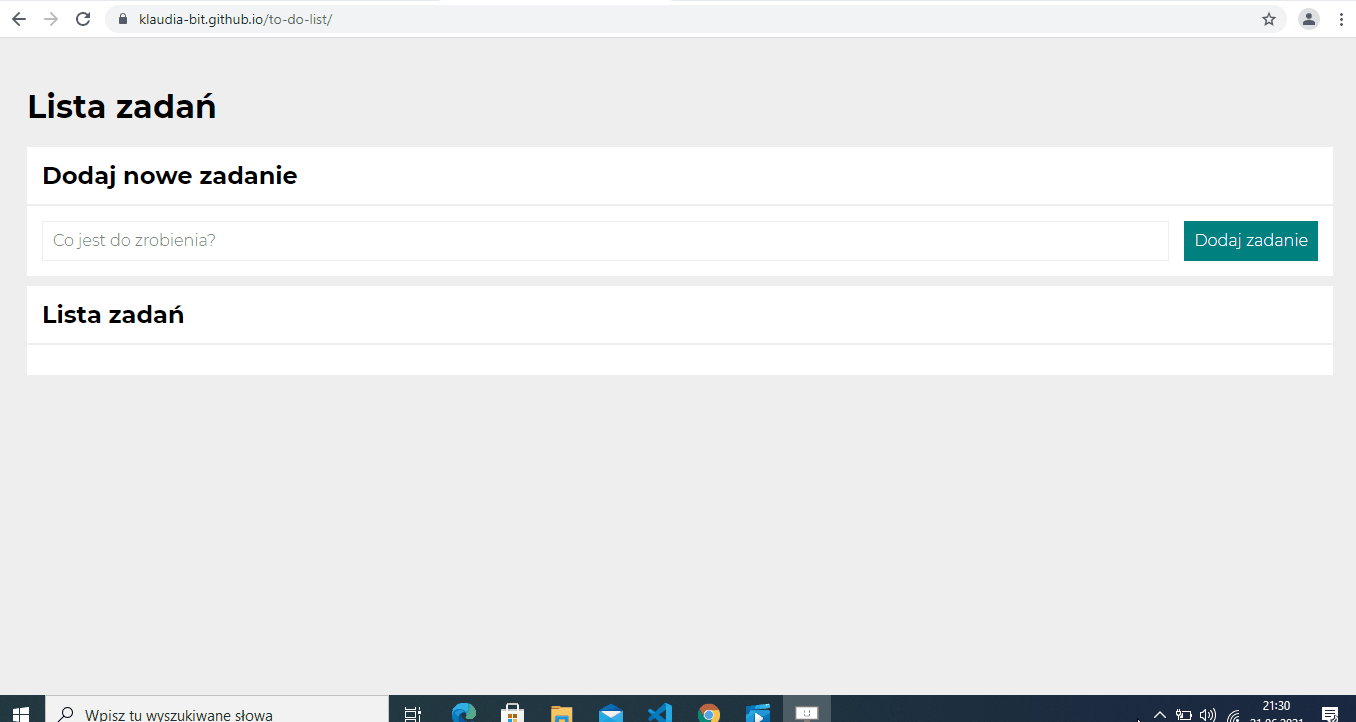 klaudia-bit.github.io/to-do-list/
Lista zadań
Dodaj nowe zadanie
Co jest do zrobienia?
Dodaj zadanie
Lista zadań
Wpisz tu wyszukiwane słowa
21:30